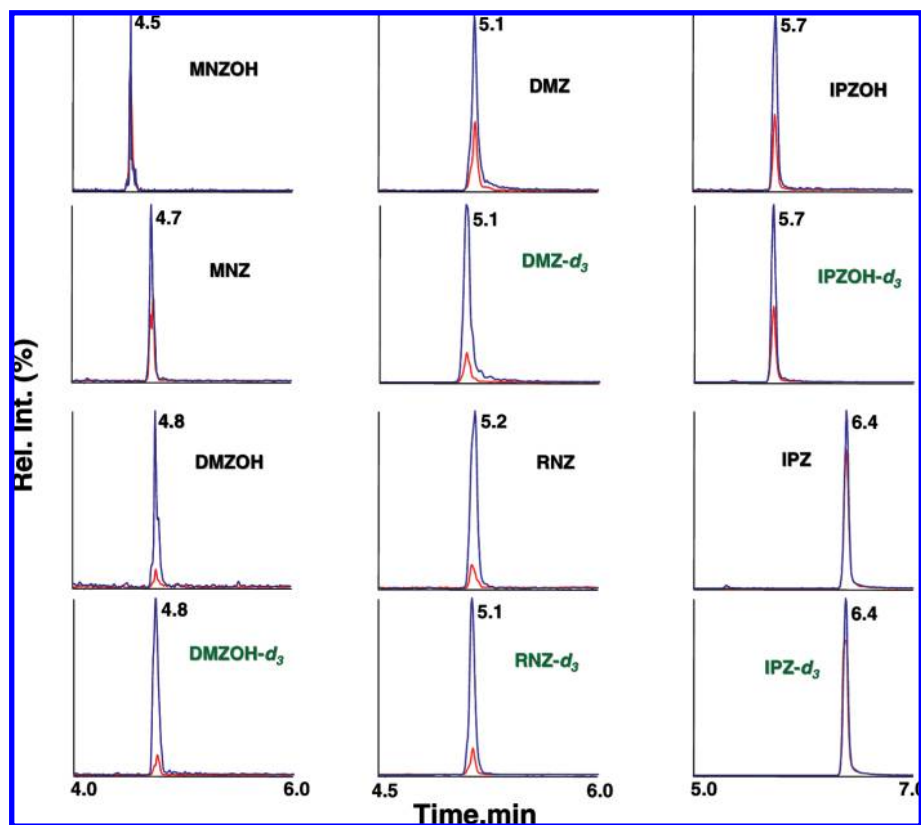 4.5
MNZOH
5.1
DMZ
5.7
IPZOH
4.7
MNZ
5.1
DMZ-d3
5.7
IPZOH-d3
Rel. Int. (%)
4.8
DMZOH
5.2
RNZ
6.4
IPZ
4.8
DMZOH-d3
5.1
RNZ-d3
6.4
IPZ-d3
4.0 6.0
4.5 6.0
5.0 7.0
Time,min